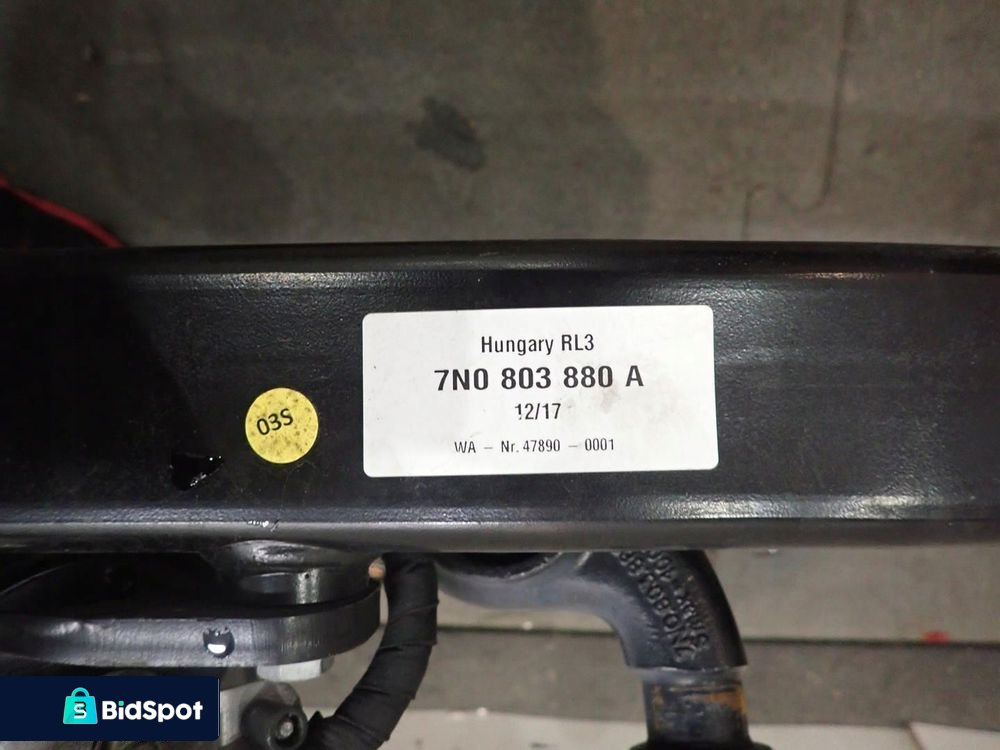 Hungary RL3
7N0 803 880 A
12/17
WA – Nr. 47890 – 0001
03S
BidSpot